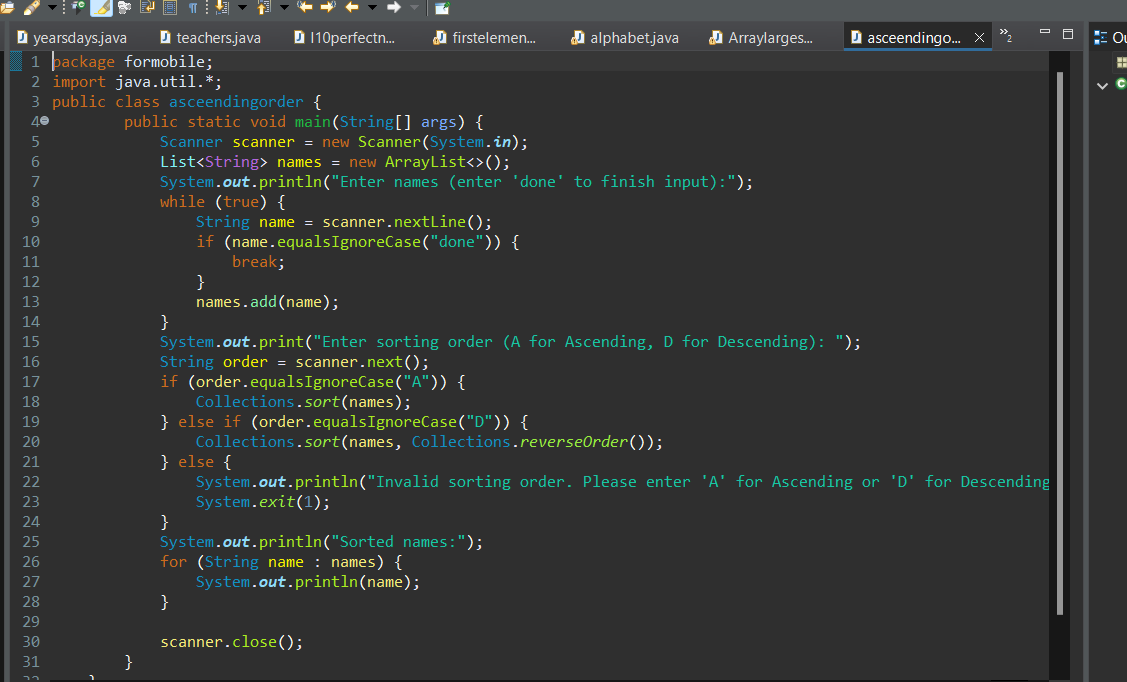 yearsdays.java teachers.java l10perfectn... firstelemen... alphabet.java Arraylarges... asceendingo... 2 Ou
1 package formobile;
2 import java.util.*;
3 public class asceendingorder {
4 public static void main(String[] args) {
5 Scanner scanner = new Scanner(System.in);
6 List<String> names = new ArrayList<>();
7 System.out.println("Enter names (enter 'done' to finish input):");
8 while (true) {
9 String name = scanner.nextLine();
10 if (name.equalsIgnoreCase("done")) {
11 break;
12 }
13 names.add(name);
14 }
15 System.out.print("Enter sorting order (A for Ascending, D for Descending): ");
16 String order = scanner.next();
17 if (order.equalsIgnoreCase("A")) {
18 Collections.sort(names);
19 } else if (order.equalsIgnoreCase("D")) {
20 Collections.sort(names, Collections.reverseOrder());
21 } else {
22 System.out.println("Invalid sorting order. Please enter 'A' for Ascending or 'D' for Descending
23 System.exit(1);
24 }
25 System.out.println("Sorted names:");
26 for (String name : names) {
27 System.out.println(name);
28 }
29
30 scanner.close();
31 }
32 }